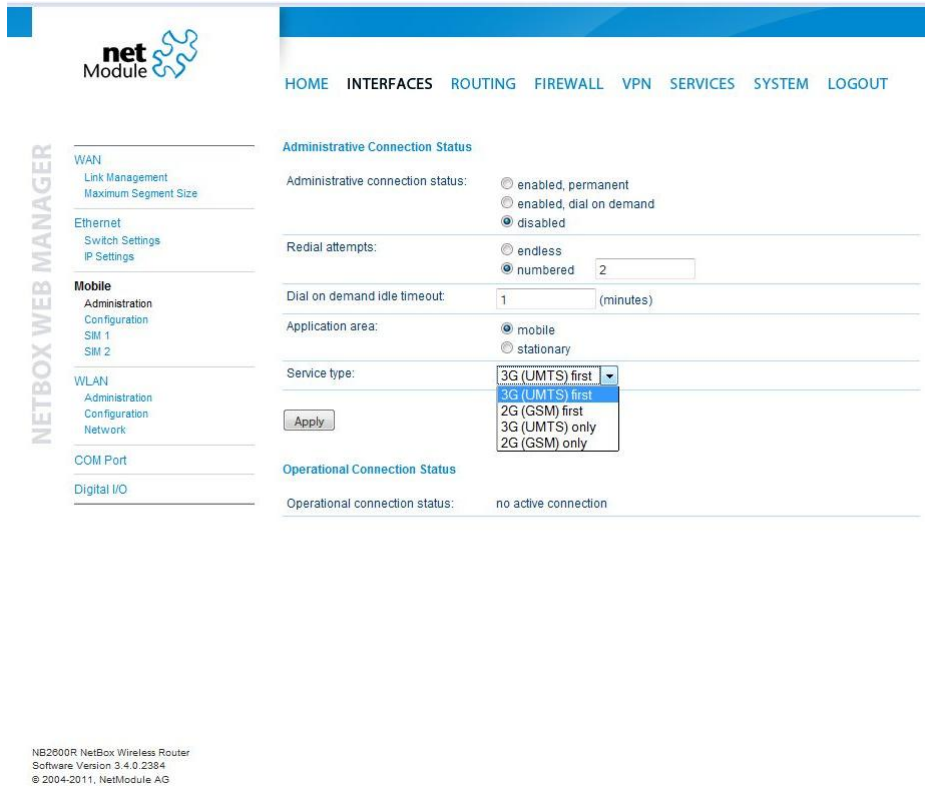 net
Module
HOME INTERFACES ROUTING FIREWALL VPN SERVICES SYSTEM LOGOUT
NETBOX WEB MANAGER
WAN
Link Management
Maximum Segment Size
Ethernet
Switch Settings
IP Settings
Mobile
Administration
Configuration
SIM 1
SIM 2
WLAN
Administration
Configuration
Network
COM Port
Digital I/O
Administrative Connection Status
Administrative connection status:
enabled, permanent
enabled, dial on demand
disabled
Redial attempts:
endless
numbered 2
Dial on demand idle timeout: 1 (minutes)
Application area:
mobile
stationary
Service type: 3G (UMTS) first
3G (UMTS) first
2G (GSM) first
3G (UMTS) only
2G (GSM) only
Apply
Operational Connection Status
Operational connection status: no active connection
NB2600R NetBox Wireless Router
Software Version 3.4.0.2384
© 2004-2011, NetModule AG